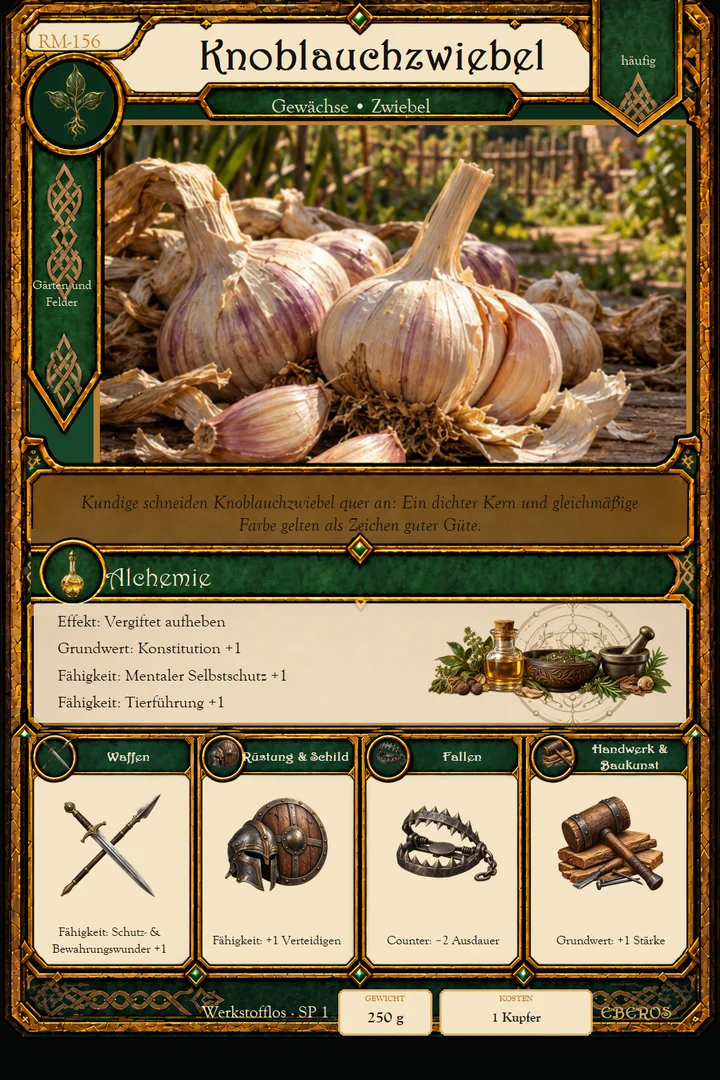 RM-156
Knoblauchzwiebel
häufig
Gewächse • Zwiebel
Gärten und
Felder
Kundige schneiden Knoblauchzwiebel quer an: Ein dichter Kern und gleichmäßige
Farbe gelten als Zeichen guter Güte.
Alchemie
Effekt: Vergiftet aufheben
Grundwert: Konstitution +1
Fähigkeit: Mentaler Selbstschutz +1
Fähigkeit: Tierführung +1
Waffen
Rüstung & Schild
Fallen
Handwerk &
Baukunst
Fähigkeit: Schutz- &
Bewahrungswunder +1
Fähigkeit: +1 Verteidigen
Counter: −2 Ausdauer
Grundwert: +1 Stärke
Werkstofflos · SP 1
GEWICHT
250 g
KOSTEN
1 Kupfer
EBEROS